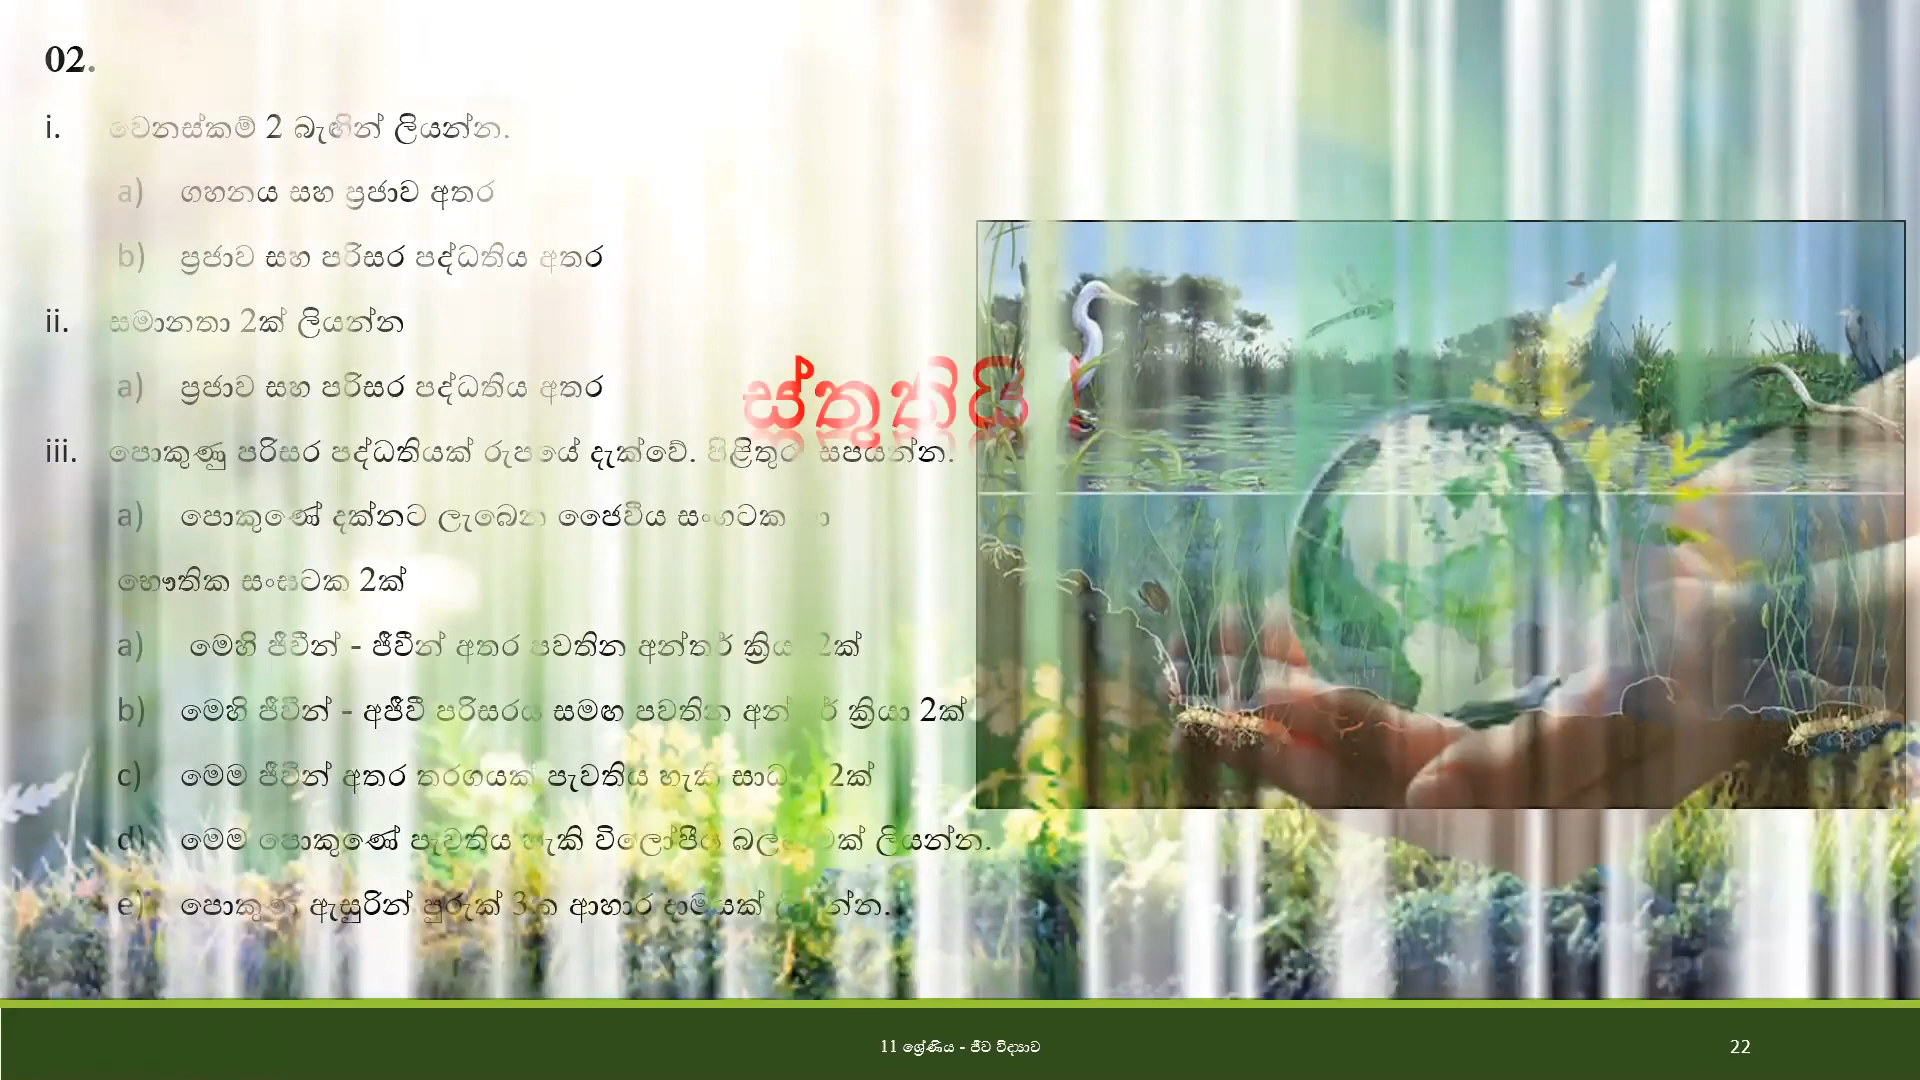 02.
i. වෙනස්කම් 2 බැඟින් ලියන්න.
a) ගහනය සහ ප්‍රජාව අතර
b) ප්‍රජාව සහ පරිසර පද්ධතිය අතර
ii. සමානතා 2ක් ලියන්න
a) ප්‍රජාව සහ පරිසර පද්ධතිය අතර
ස්තූතියි !
iii. පොකුණු පරිසර පද්ධතියක් රූපයේ දැක්වේ. පිළිතුරු සපයන්න.
a) පොකුණේ දක්නට ලැබෙන ජෛවීය සංඝටක හා
භෞතික සංඝටක 2ක්
a) මෙහි ජීවීන් - ජීවීන් අතර පවතින අන්තර් ක්‍රියා 2ක්
b) මෙහි ජීවීන් - අජීවී පරිසරය සමඟ පවතින අන්තර් ක්‍රියා 2ක්
c) මෙම ජීවීන් අතර තරගයක් පැවතිය හැකි සාධක 2ක්
d) මෙම පොකුණේ පැවතිය හැකි විලෝපීය බලපෑමක් ලියන්න.
e) පොකුණ ඇසුරින් පුරුක් 3ක ආහාර දාමයක් ලියන්න.
11 ශ්‍රේණිය - ජීව විද්‍යාව
22